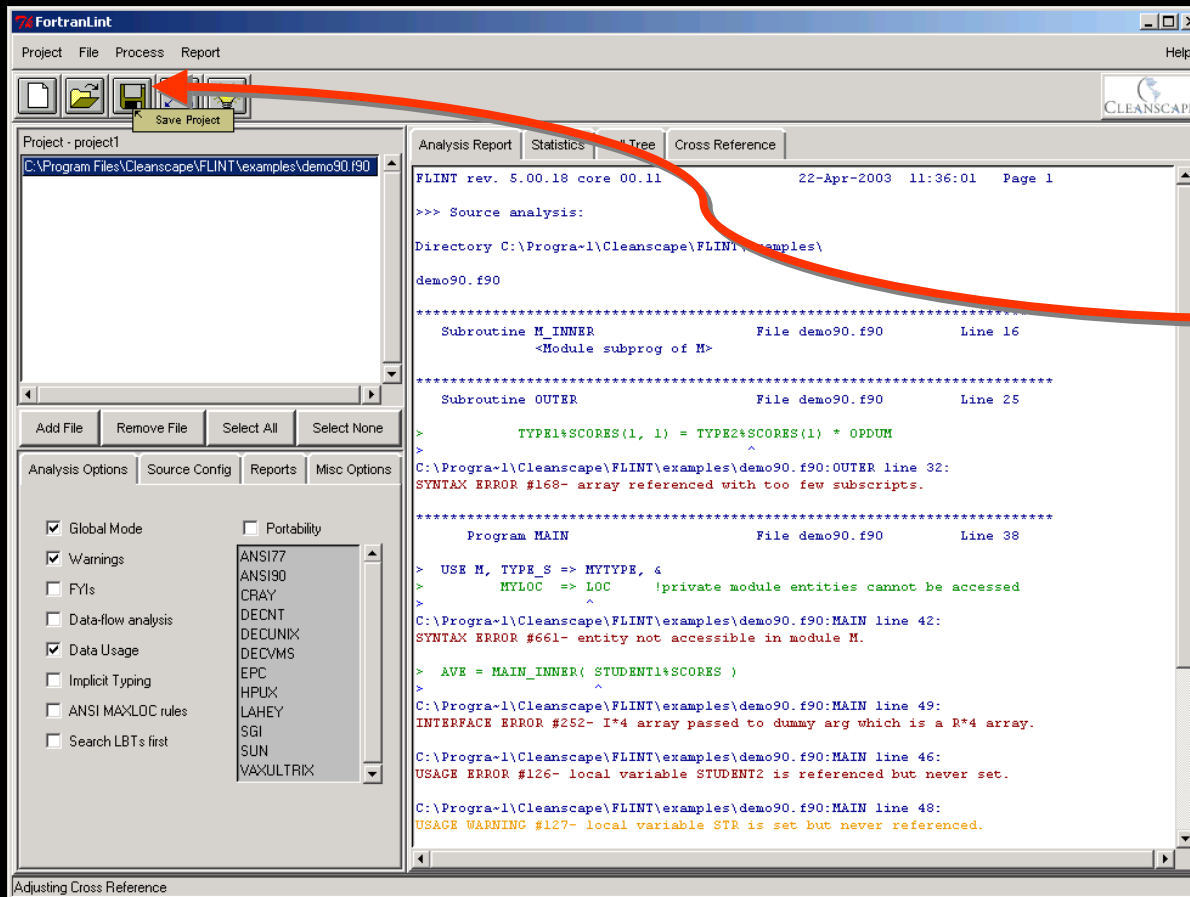 FortranLint
Project File Process Report
Help
CLEANSCAPE
Save Project
Project - project1
C:\Program Files\Cleanscape\FLINT\examples\demo90.f90
Add File Remove File Select All Select None
Analysis Options Source Config Reports Misc Options
Global Mode
Warnings
FYIs
Data-flow analysis
Data Usage
Implicit Typing
ANSI MAXLOC rules
Search LBTs first
Portability
ANSI77
ANSI90
CRAY
DECNT
DECUNIX
DECVMS
EPC
HPUX
LAHEY
SGI
SUN
VAXULTRIX
Analysis Report Statistics Tree Cross Reference
FLINT rev. 5.00.18 core 00.11 22-Apr-2003 11:36:01 Page 1
>>> Source analysis:
Directory C:\Progra~1\Cleanscape\FLINT\examples\
demo90.f90
***************************************************************************
Subroutine M_INNER File demo90.f90 Line 16
<Module subprog of M>
***************************************************************************
Subroutine OUTER File demo90.f90 Line 25
> TYPE1%SCORES(1, 1) = TYPE2%SCORES(1) * OPDUM
> ^
C:\Progra~1\Cleanscape\FLINT\examples\demo90.f90:OUTER line 32:
SYNTAX ERROR #168- array referenced with too few subscripts.
***************************************************************************
Program MAIN File demo90.f90 Line 38
> USE M, TYPE_S => MYTYPE, &
> MYLOC => LOC !private module entities cannot be accessed
> ^
C:\Progra~1\Cleanscape\FLINT\examples\demo90.f90:MAIN line 42:
SYNTAX ERROR #661- entity not accessible in module M.
> AVE = MAIN_INNER( STUDENT1%SCORES )
> ^
C:\Progra~1\Cleanscape\FLINT\examples\demo90.f90:MAIN line 49:
INTERFACE ERROR #252- I*4 array passed to dummy arg which is a R*4 array.
C:\Progra~1\Cleanscape\FLINT\examples\demo90.f90:MAIN line 46:
USAGE ERROR #126- local variable STUDENT2 is referenced but never set.
C:\Progra~1\Cleanscape\FLINT\examples\demo90.f90:MAIN line 48:
USAGE WARNING #127- local variable STR is set but never referenced.
Adjusting Cross Reference